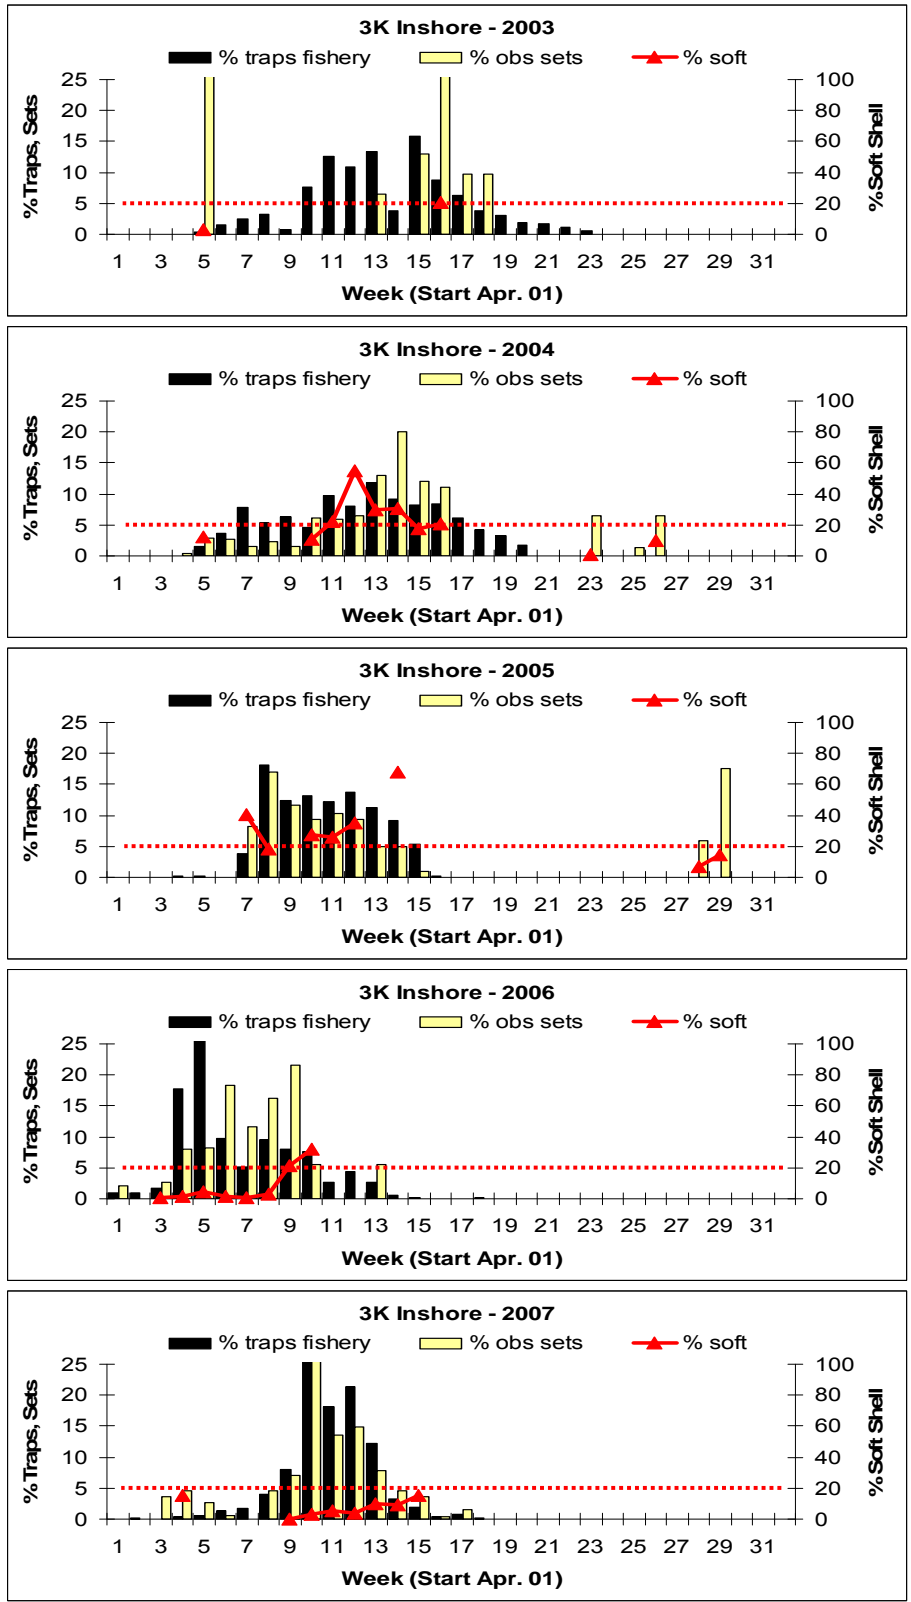 3K Inshore - 2003
% traps fishery % obs sets % soft
%Traps, Sets
25 20 15 10 5 0
100 80 60 40 20 0
%Soft Shell
1 3 5 7 9 11 13 15 17 19 21 23 25 27 29 31
Week (Start Apr. 01)
3K Inshore - 2004
% traps fishery % obs sets % soft
%Traps, Sets
25 20 15 10 5 0
100 80 60 40 20 0
%Soft Shell
1 3 5 7 9 11 13 15 17 19 21 23 25 27 29 31
Week (Start Apr. 01)
3K Inshore - 2005
% traps fishery % obs sets % soft
%Traps, Sets
25 20 15 10 5 0
100 80 60 40 20 0
%Soft Shell
1 3 5 7 9 11 13 15 17 19 21 23 25 27 29 31
Week (Start Apr. 01)
3K Inshore - 2006
% traps fishery % obs sets % soft
%Traps, Sets
25 20 15 10 5 0
100 80 60 40 20 0
%Soft Shell
1 3 5 7 9 11 13 15 17 19 21 23 25 27 29 31
Week (Start Apr. 01)
3K Inshore - 2007
% traps fishery % obs sets % soft
%Traps, Sets
25 20 15 10 5 0
100 80 60 40 20 0
%Soft Shell
1 3 5 7 9 11 13 15 17 19 21 23 25 27 29 31
Week (Start Apr. 01)